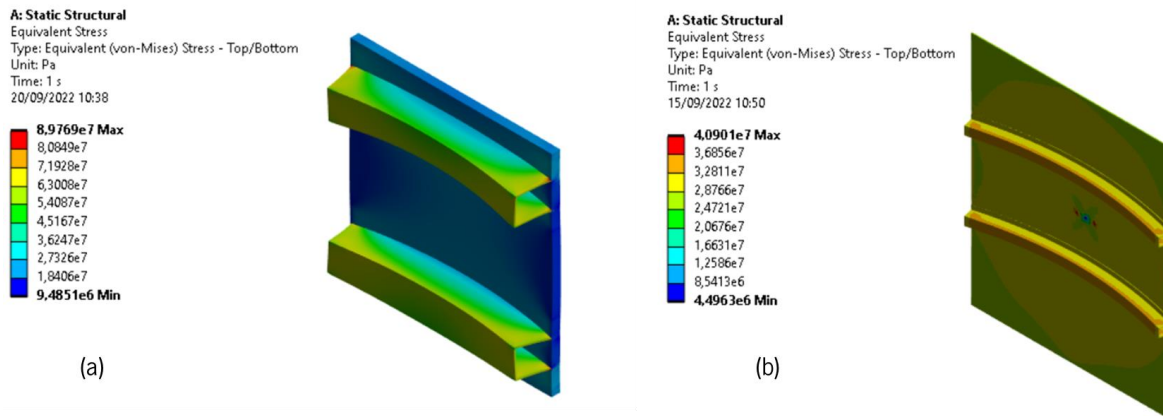 A: Static Structural
Equivalent Stress
Type: Equivalent (von-Mises) Stress - Top/Bottom
Unit: Pa
Time: 1 s
20/09/2022 10:38
8,9769e7 Max
8,0849e7
7,1928e7
6,3008e7
5,4087e7
4,5167e7
3,6247e7
2,7326e7
1,8406e7
9,4851e6 Min
(a)
A: Static Structural
Equivalent Stress
Type: Equivalent (von-Mises) Stress - Top/Bottom
Unit: Pa
Time: 1 s
15/09/2022 10:50
4,0901e7 Max
3,6856e7
3,2811e7
2,8766e7
2,4721e7
2,0676e7
1,6631e7
1,2586e7
8,5413e6
4,4963e6 Min
(b)